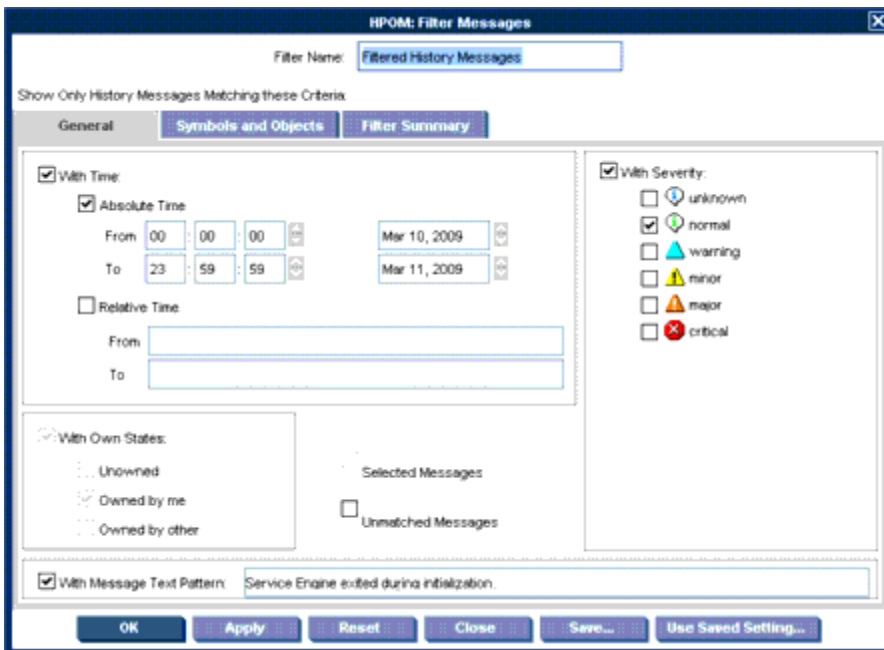 HPOM: Filter Messages
Filter Name: Filtered History Messages
Show Only History Messages Matching these Criteria
General Symbols and Objects Filter Summary
With Time:
Absolute Time
From 00 : 00 : 00 Mar 10, 2009
To 23 : 59 : 59 Mar 11, 2009
Relative Time
From
To
With Severity:
unknown
normal
warning
minor
major
critical
With Own States:
Unowned
Owned by me
Owned by other
Selected Messages
Unmatched Messages
With Message Text Pattern: Service Engine exited during initialization.
OK Apply Reset Close Save... Use Saved Setting...